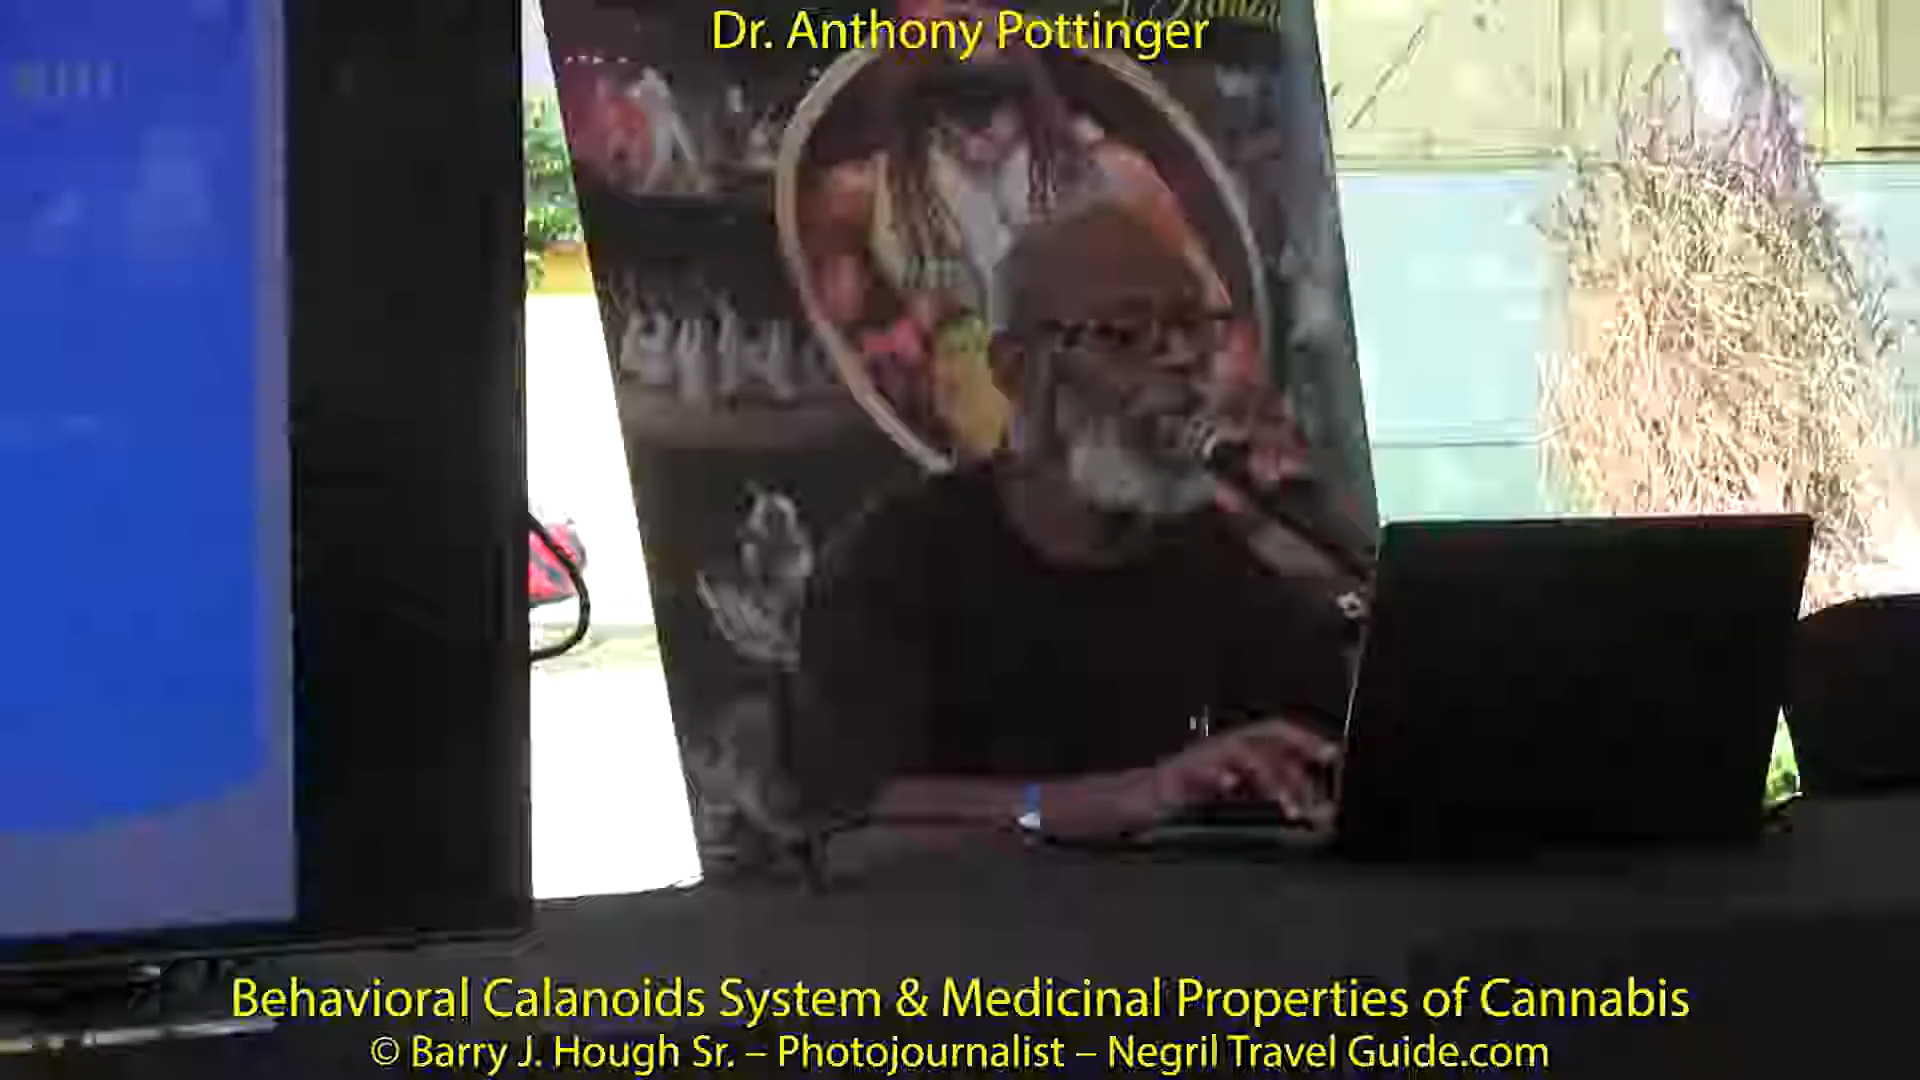 Dr. Anthony Pottinger
Behavioral Calanoids System & Medicinal Properties of Cannabis
© Barry J. Hough Sr. – Photojournalist – Negril Travel Guide.com